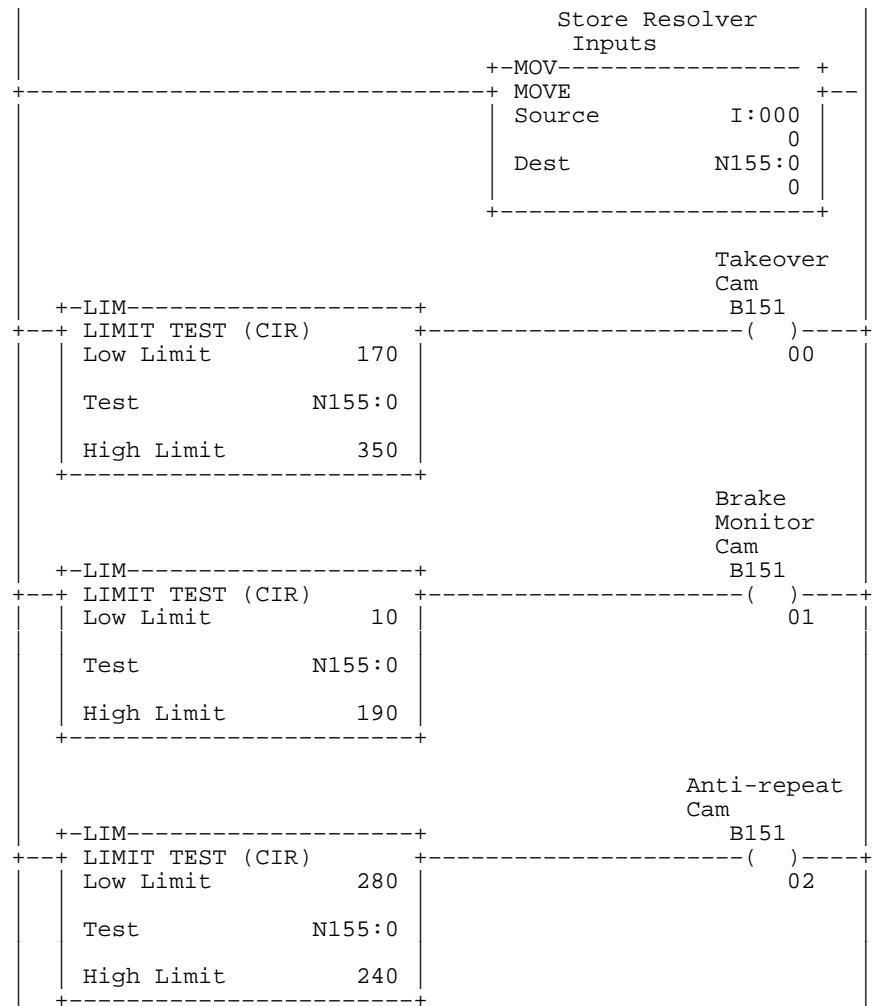 Store Resolver
Inputs
MOV
MOVE
Source I:000
0
Dest N155:0
0
Takeover
Cam
LIM B151
LIMIT TEST (CIR) ( )
Low Limit 170 00
Test N155:0
High Limit 350
Brake
Monitor
Cam
LIM B151
LIMIT TEST (CIR) ( )
Low Limit 10 01
Test N155:0
High Limit 190
Anti-repeat
Cam
LIM B151
LIMIT TEST (CIR) ( )
Low Limit 280 02
Test N155:0
High Limit 240